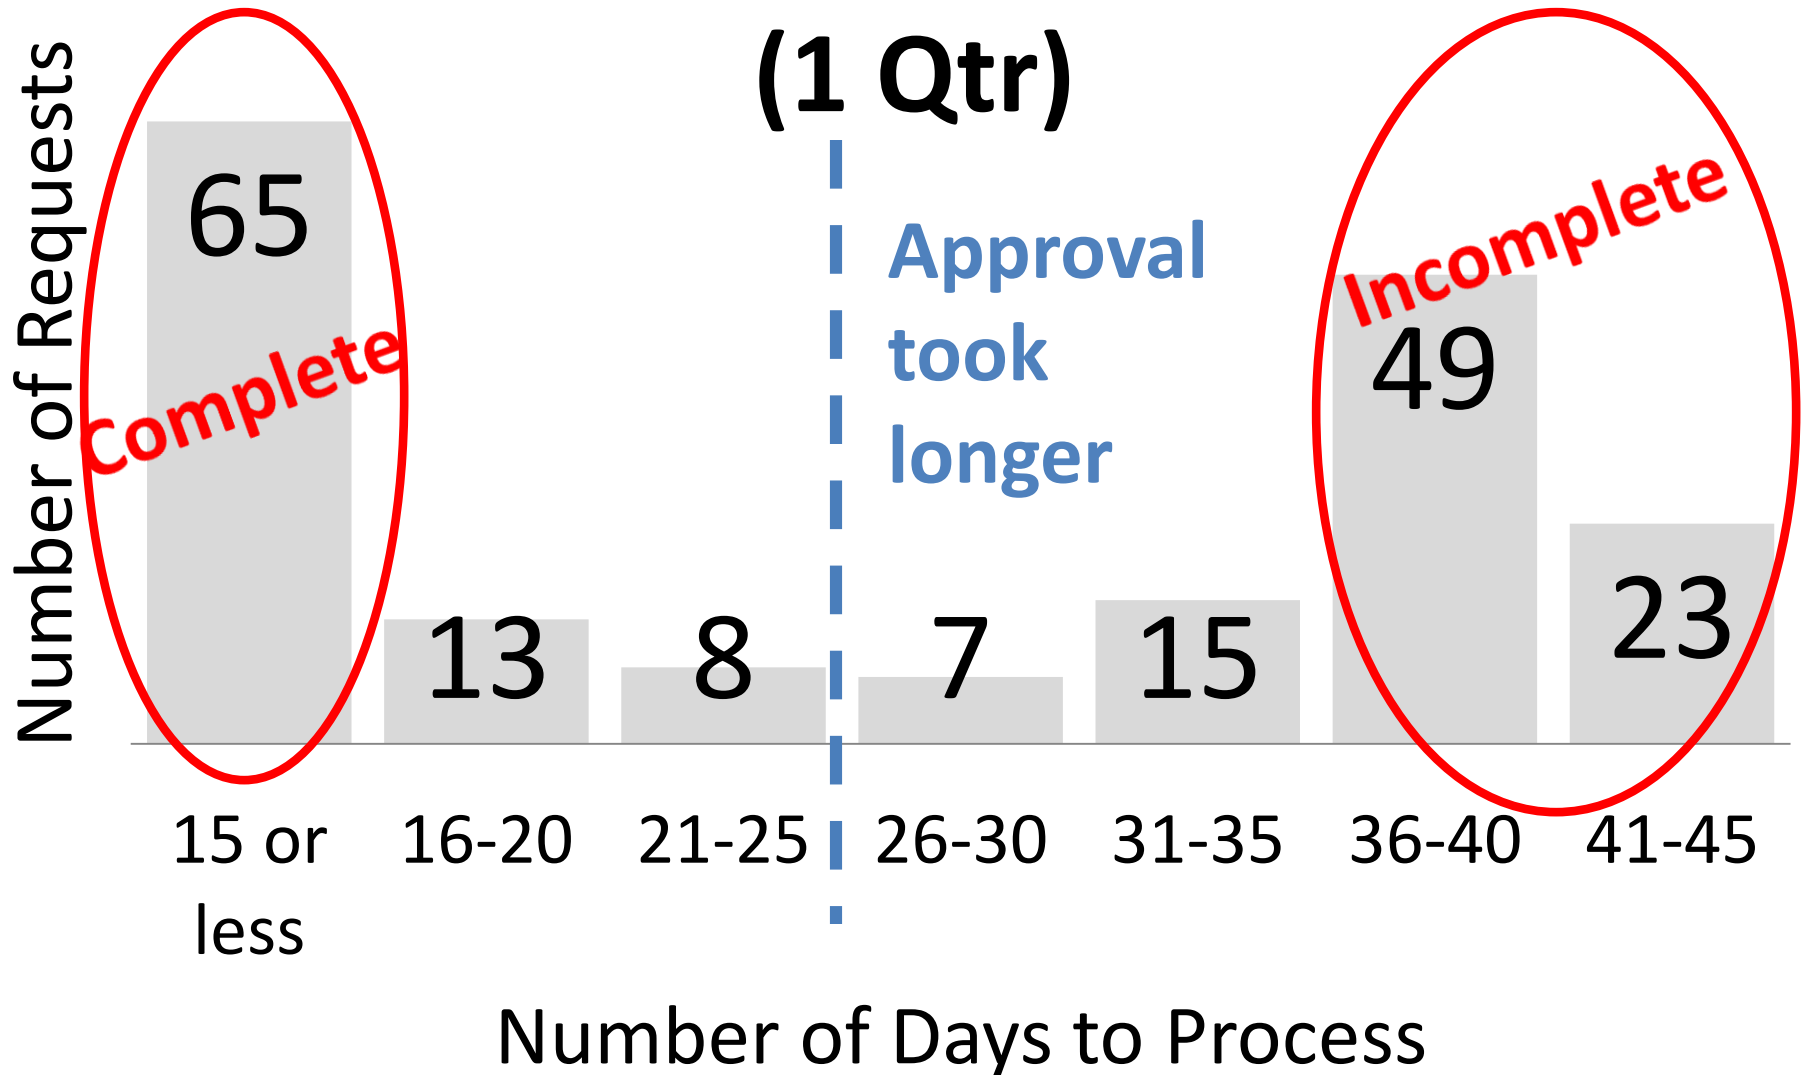 (1 Qtr)
Number of Requests
65
Complete
13
8
Approval
took
longer
7
15
Incomplete
49
23
15 or
less
16-20
21-25
26-30
31-35
36-40
41-45
Number of Days to Process